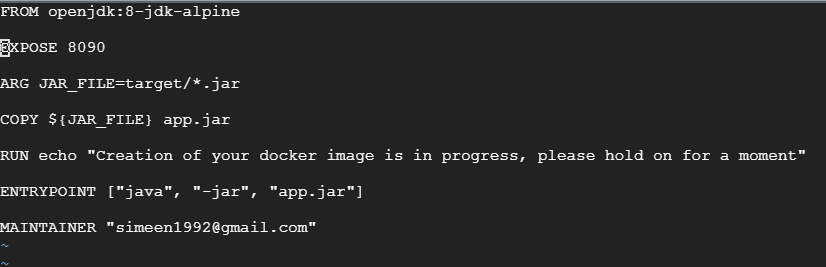 FROM openjdk:8-jdk-alpine
EXPOSE 8090
ARG JAR_FILE=target/*.jar
COPY ${JAR_FILE} app.jar
RUN echo "Creation of your docker image is in progress, please hold on for a moment"
ENTRYPOINT ["java", "-jar", "app.jar"]
MAINTAINER "simeen1992@gmail.com"
~
~